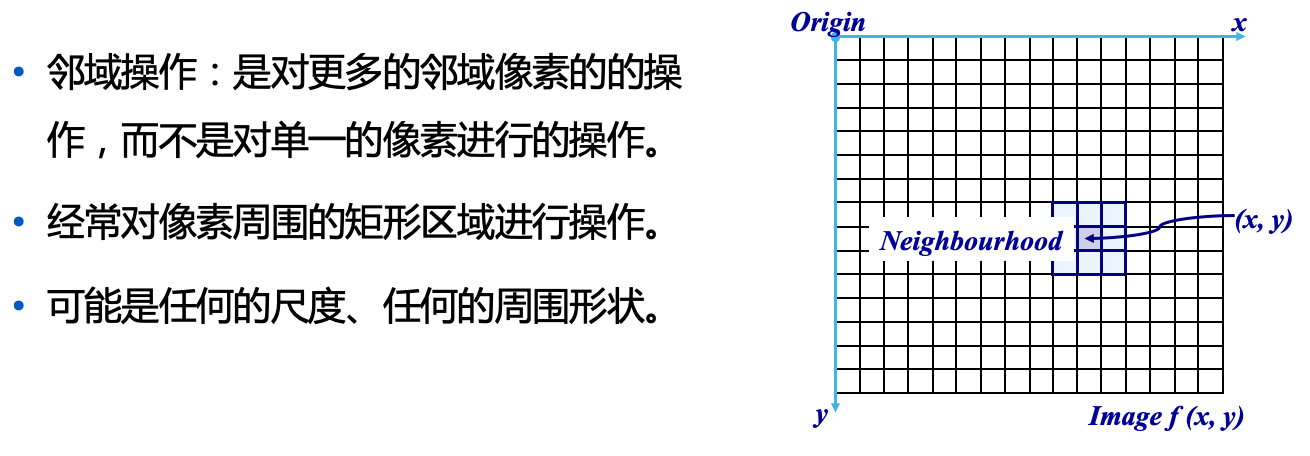 • 邻域操作：是对更多的邻域像素的的操
作，而不是对单一的像素进行的操作。
• 经常对像素周围的矩形区域进行操作。
• 可能是任何的尺度、任何的周围形状。
Origin
x
Neighbourhood
(x, y)
y
Image f (x, y)